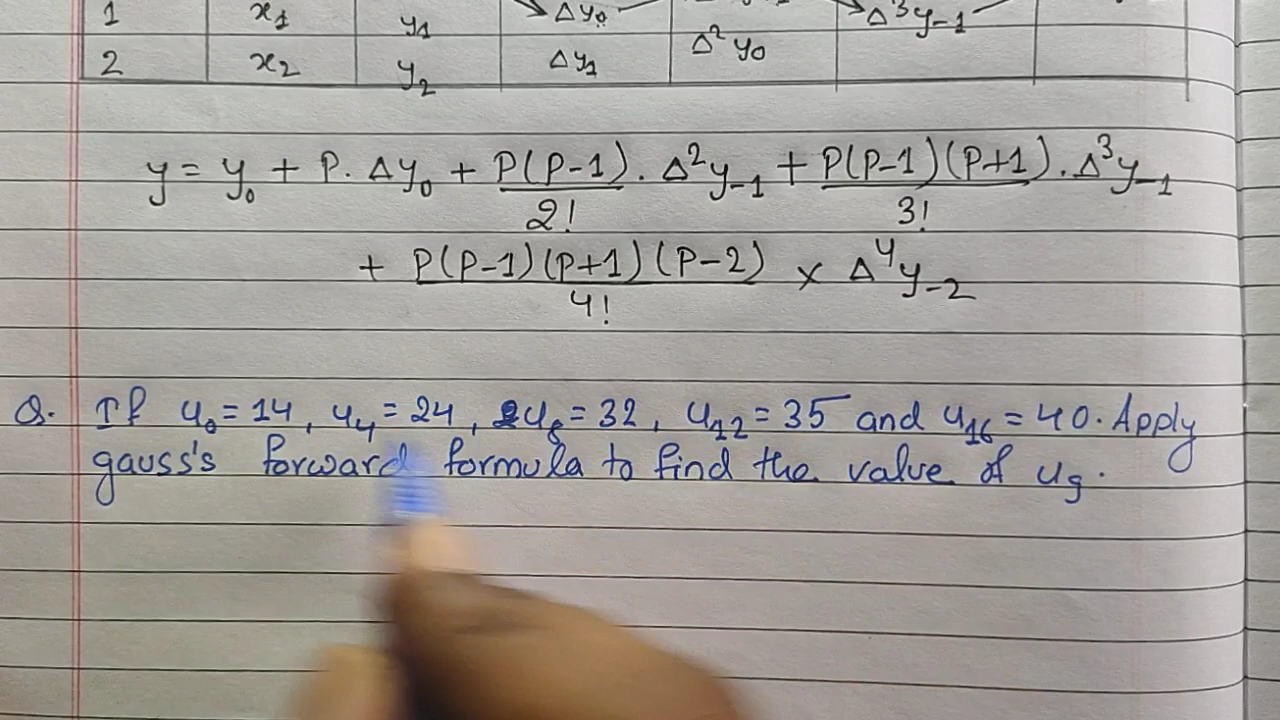 1 x₁ y₁ Δy₀ Δ³y₋₁
2 x₂ y₂ Δy₁ Δ²y₀
y = y₀ + P. Δy₀ + P(P-1)/2! . Δ²y₋₁ + P(P-1)(P+1)/3! . Δ³y₋₁
+ P(P-1)(P+1)(P-2)/4! × Δ⁴y₋₂
Q. If u₀ = 14, u₄ = 24, u₈ = 32, u₁₂ = 35 and u₁₆ = 40. Apply
gauss's forward formula to find the value of u₉.